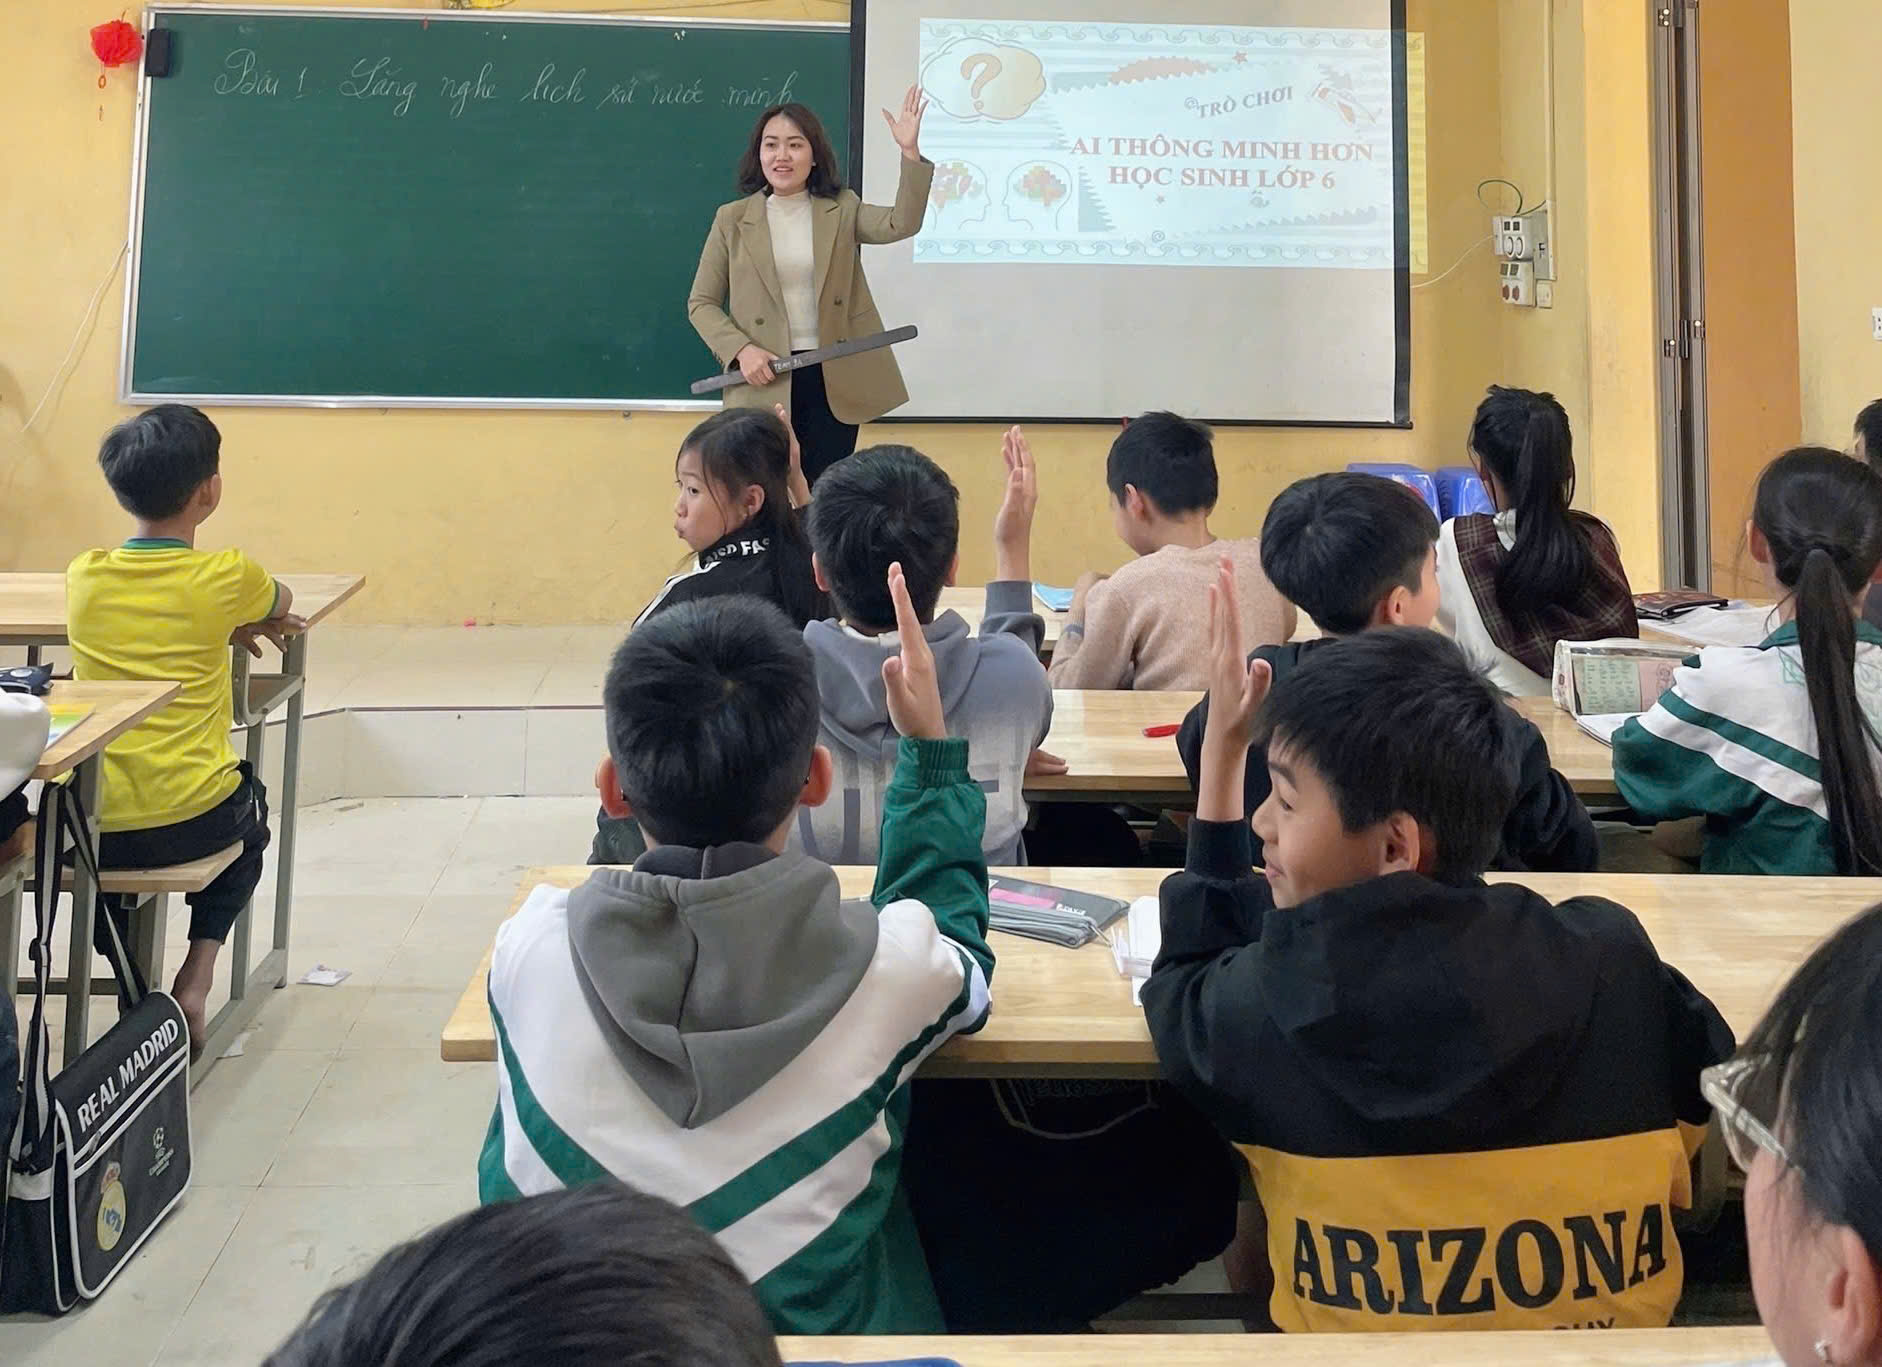 Bài 1: Lắng nghe lịch sử nước mình
?
TRÒ CHƠI
AI THÔNG MINH HƠN
HỌC SINH LỚP 6
REAL MADRID
CHAMPIONS
ARIZONA